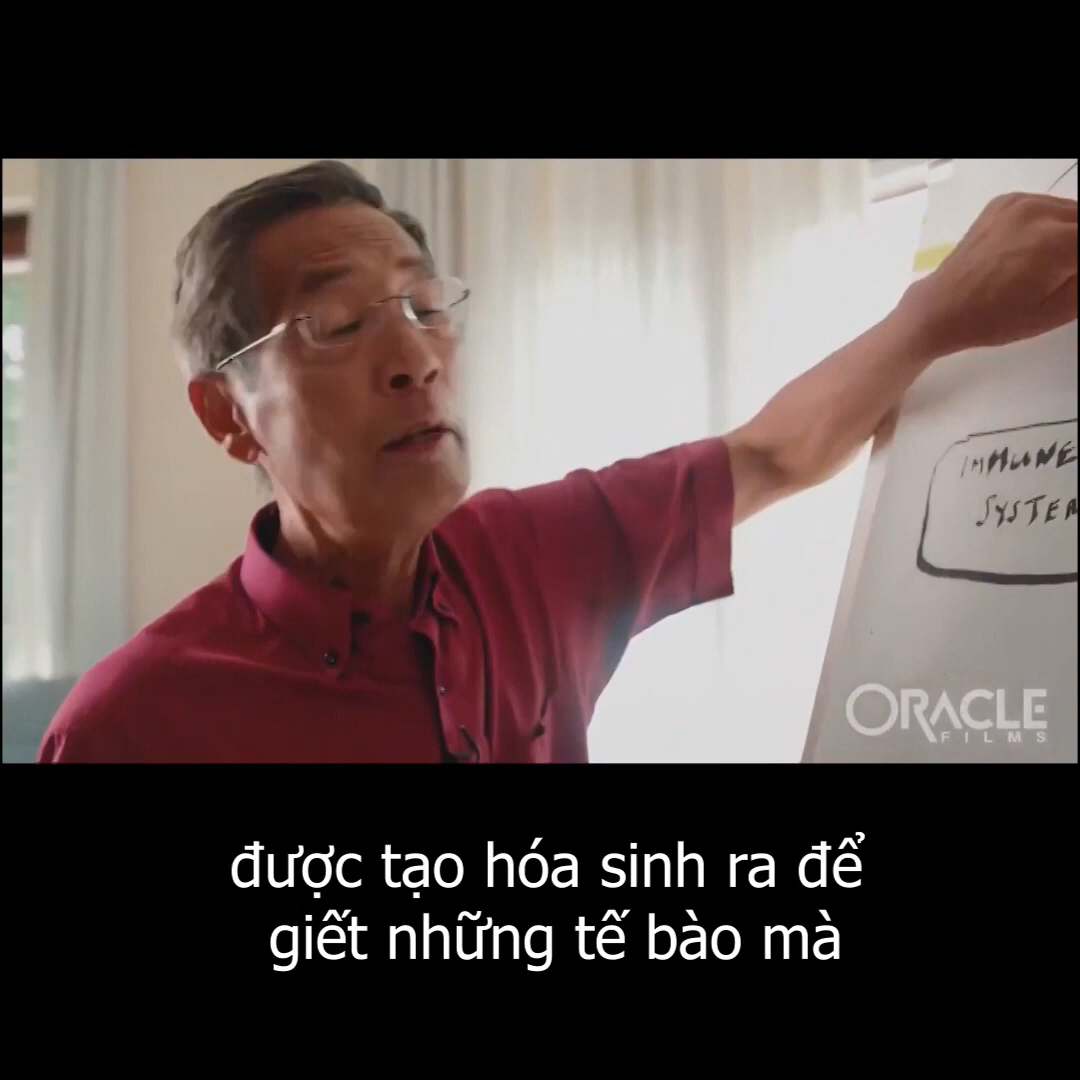 IMMUNE
SYSTEM
ORACLE
FILMS
được tạo hóa sinh ra để
giết những tế bào mà